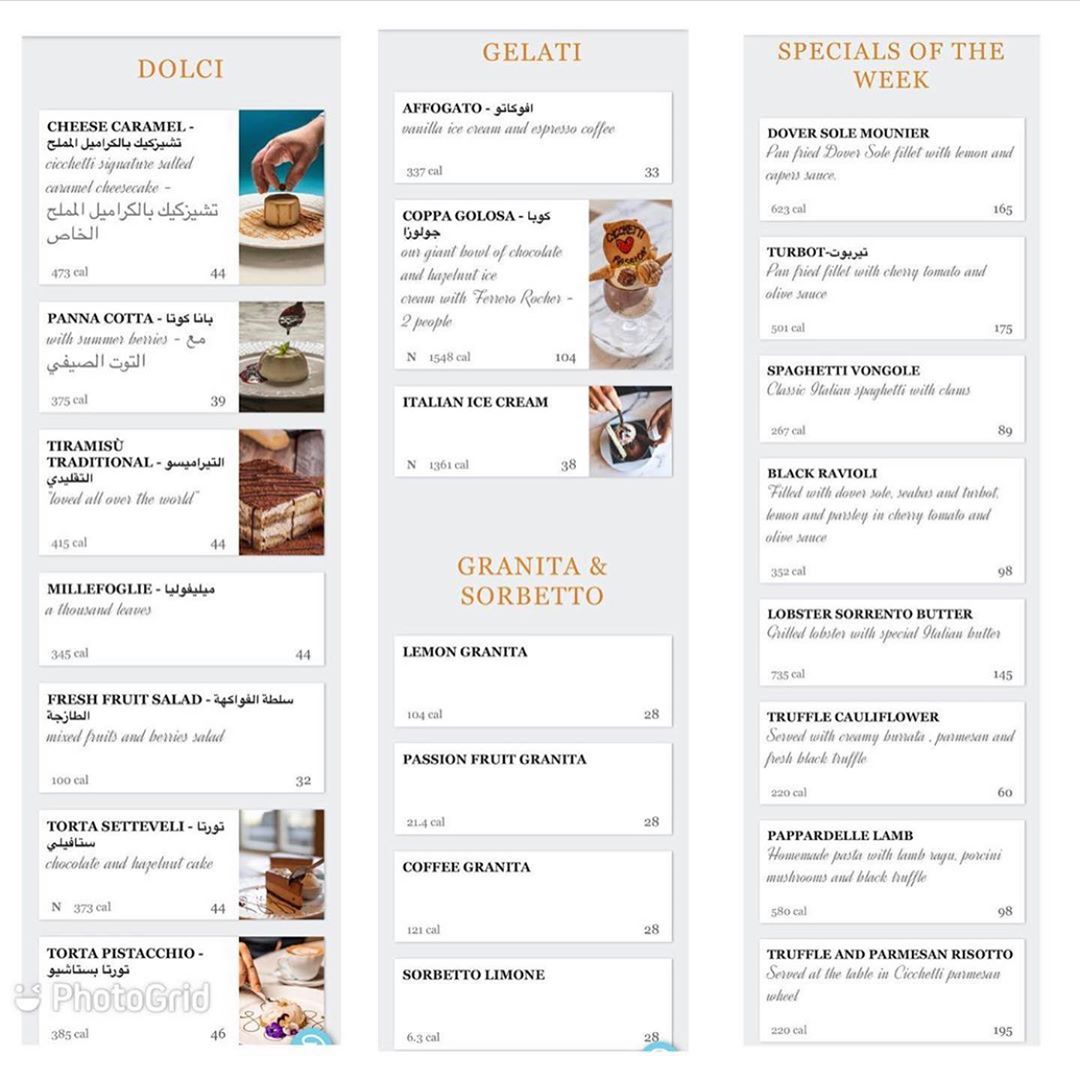 DOLCI
CHEESE CARAMEL -
تشيزكيك بالكراميل المملح
cicchetti signature salted
caramel cheesecake -
تشيزكيك بالكراميل المملح
الخاص
473 cal 44
PANNA COTTA - بانا كوتا
with summer berries - مع
التوت الصيفي
375 cal 39
TIRAMISÙ
TRADITIONAL - التيراميسو
التقليدي
"loved all over the world"
415 cal 44
MILLEFOGLIE - ميليفوليا
a thousand leaves
345 cal 44
FRESH FRUIT SALAD - سلطة الفواكهة
الطازجة
mixed fruits and berries salad
100 cal 32
TORTA SETTEVELI - تورتا
ستافيلي
chocolate and hazelnut cake
N 373 cal 44
TORTA PISTACCHIO -
تورتا بستاشيو
385 cal 46
PhotoGrid
GELATI
AFFOGATO - افوكاتو
vanilla ice cream and espresso coffee
337 cal 33
COPPA GOLOSA - كوبا
جولوزا
our giant bowl of chocolate
and hazelnut ice
cream with Ferrero Rocher -
2 people
N 1548 cal 104
CICCHETTI
PASSION
ITALIAN ICE CREAM
N 1361 cal 38
GRANITA &
SORBETTO
LEMON GRANITA
104 cal 28
PASSION FRUIT GRANITA
21.4 cal 28
COFFEE GRANITA
121 cal 28
SORBETTO LIMONE
6.3 cal 28
SPECIALS OF THE
WEEK
DOVER SOLE MOUNIER
Pan fried Dover Sole fillet with lemon and
capers sauce.
623 cal 165
TURBOT-تيربوت
Pan fried fillet with cherry tomato and
olive sauce
501 cal 175
SPAGHETTI VONGOLE
Classic Italian spaghetti with clams
267 cal 89
BLACK RAVIOLI
Filled with dover sole, seabas and turbot,
lemon and parsley in cherry tomato and
olive sauce
352 cal 98
LOBSTER SORRENTO BUTTER
Grilled lobster with special Italian butter
735 cal 145
TRUFFLE CAULIFLOWER
Served with creamy burrata , parmesan and
fresh black truffle
220 cal 60
PAPPARDELLE LAMB
Homemade pasta with lamb ragu, porcini
mushrooms and black truffle
580 cal 98
TRUFFLE AND PARMESAN RISOTTO
Served at the table in Cicchetti parmesan
wheel
220 cal 195